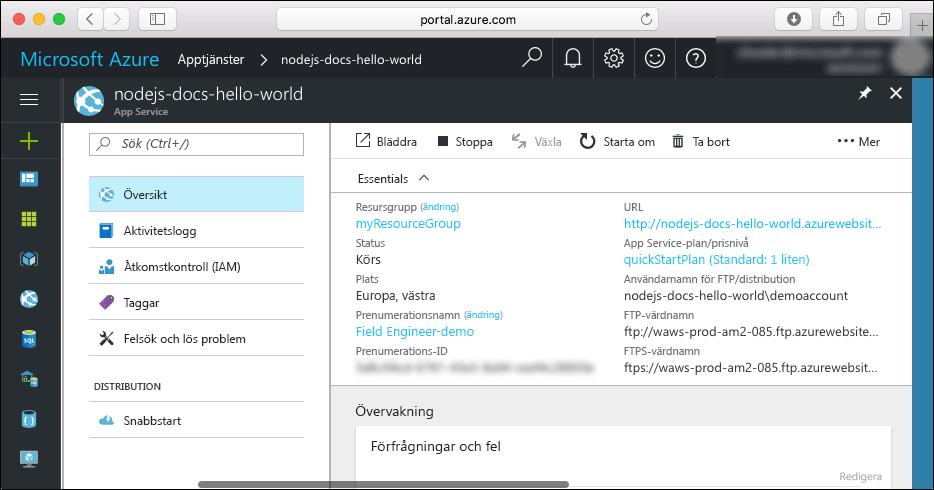 portal.azure.com
Microsoft Azure Apptjänster > nodejs-docs-hello-world
nodejs-docs-hello-world
App Service
Sök (Ctrl+/)
Översikt
Aktivitetslogg
Åtkomstkontroll (IAM)
Taggar
Felsök och lös problem
DISTRIBUTION
Snabbstart
Bläddra Stoppa Växla Starta om Ta bort ••• Mer
Essentials
Resursgrupp (ändring)
myResourceGroup
Status
Körs
Plats
Europa, västra
Prenumerationsnamn (ändring)
Field Engineer-demo
Prenumerations-ID
URL
http://nodejs-docs-hello-world.azurewebsit...
App Service-plan/prisnivå
quickStartPlan (Standard: 1 liten)
Användarnamn för FTP/distribution
nodejs-docs-hello-world\demoaccount
FTP-värdnamn
ftp://waws-prod-am2-085.ftp.azurewebsite...
FTPS-värdnamn
ftps://waws-prod-am2-085.ftp.azurewebsit...
Övervakning
Förfrågningar och fel
Redigera